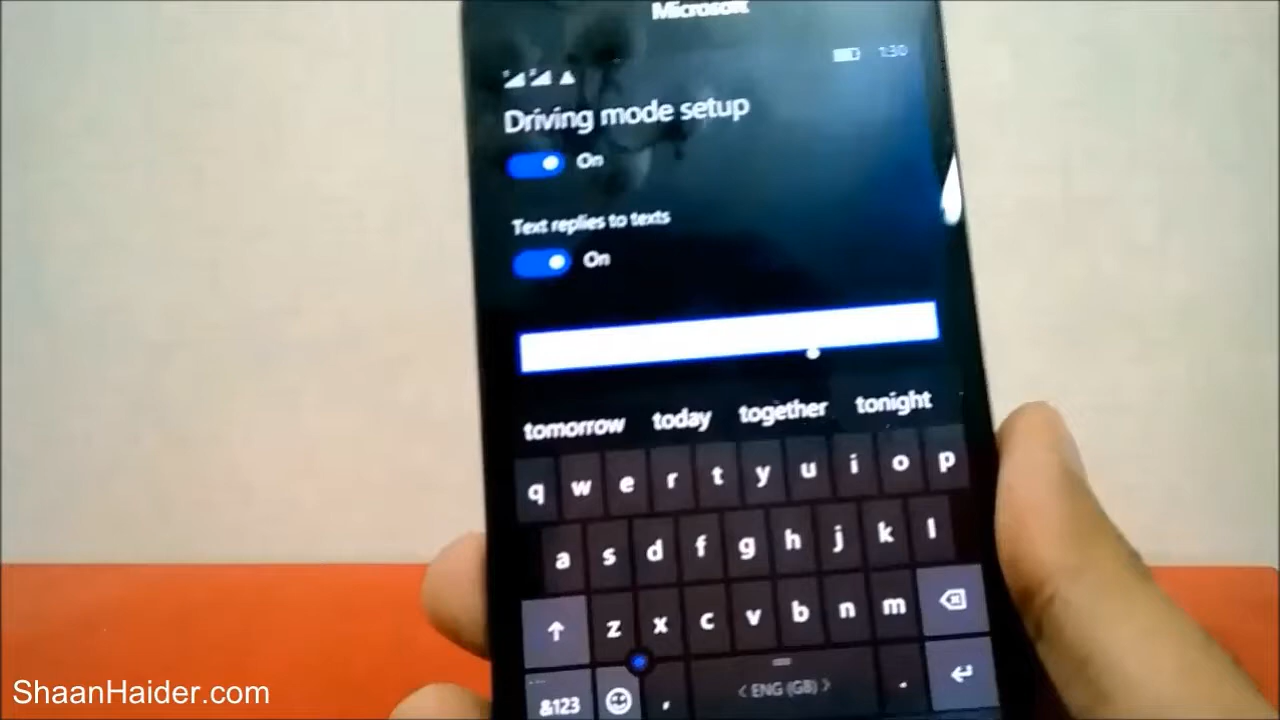 Microsoft
1:30
Driving mode setup
On
Text replies to texts
On
tomorrow today together tonight
q w e r t y u i o p
a s d f g h j k l
z x c v b n m
&123 , < ENG (GB) > .
ShaanHaider.com